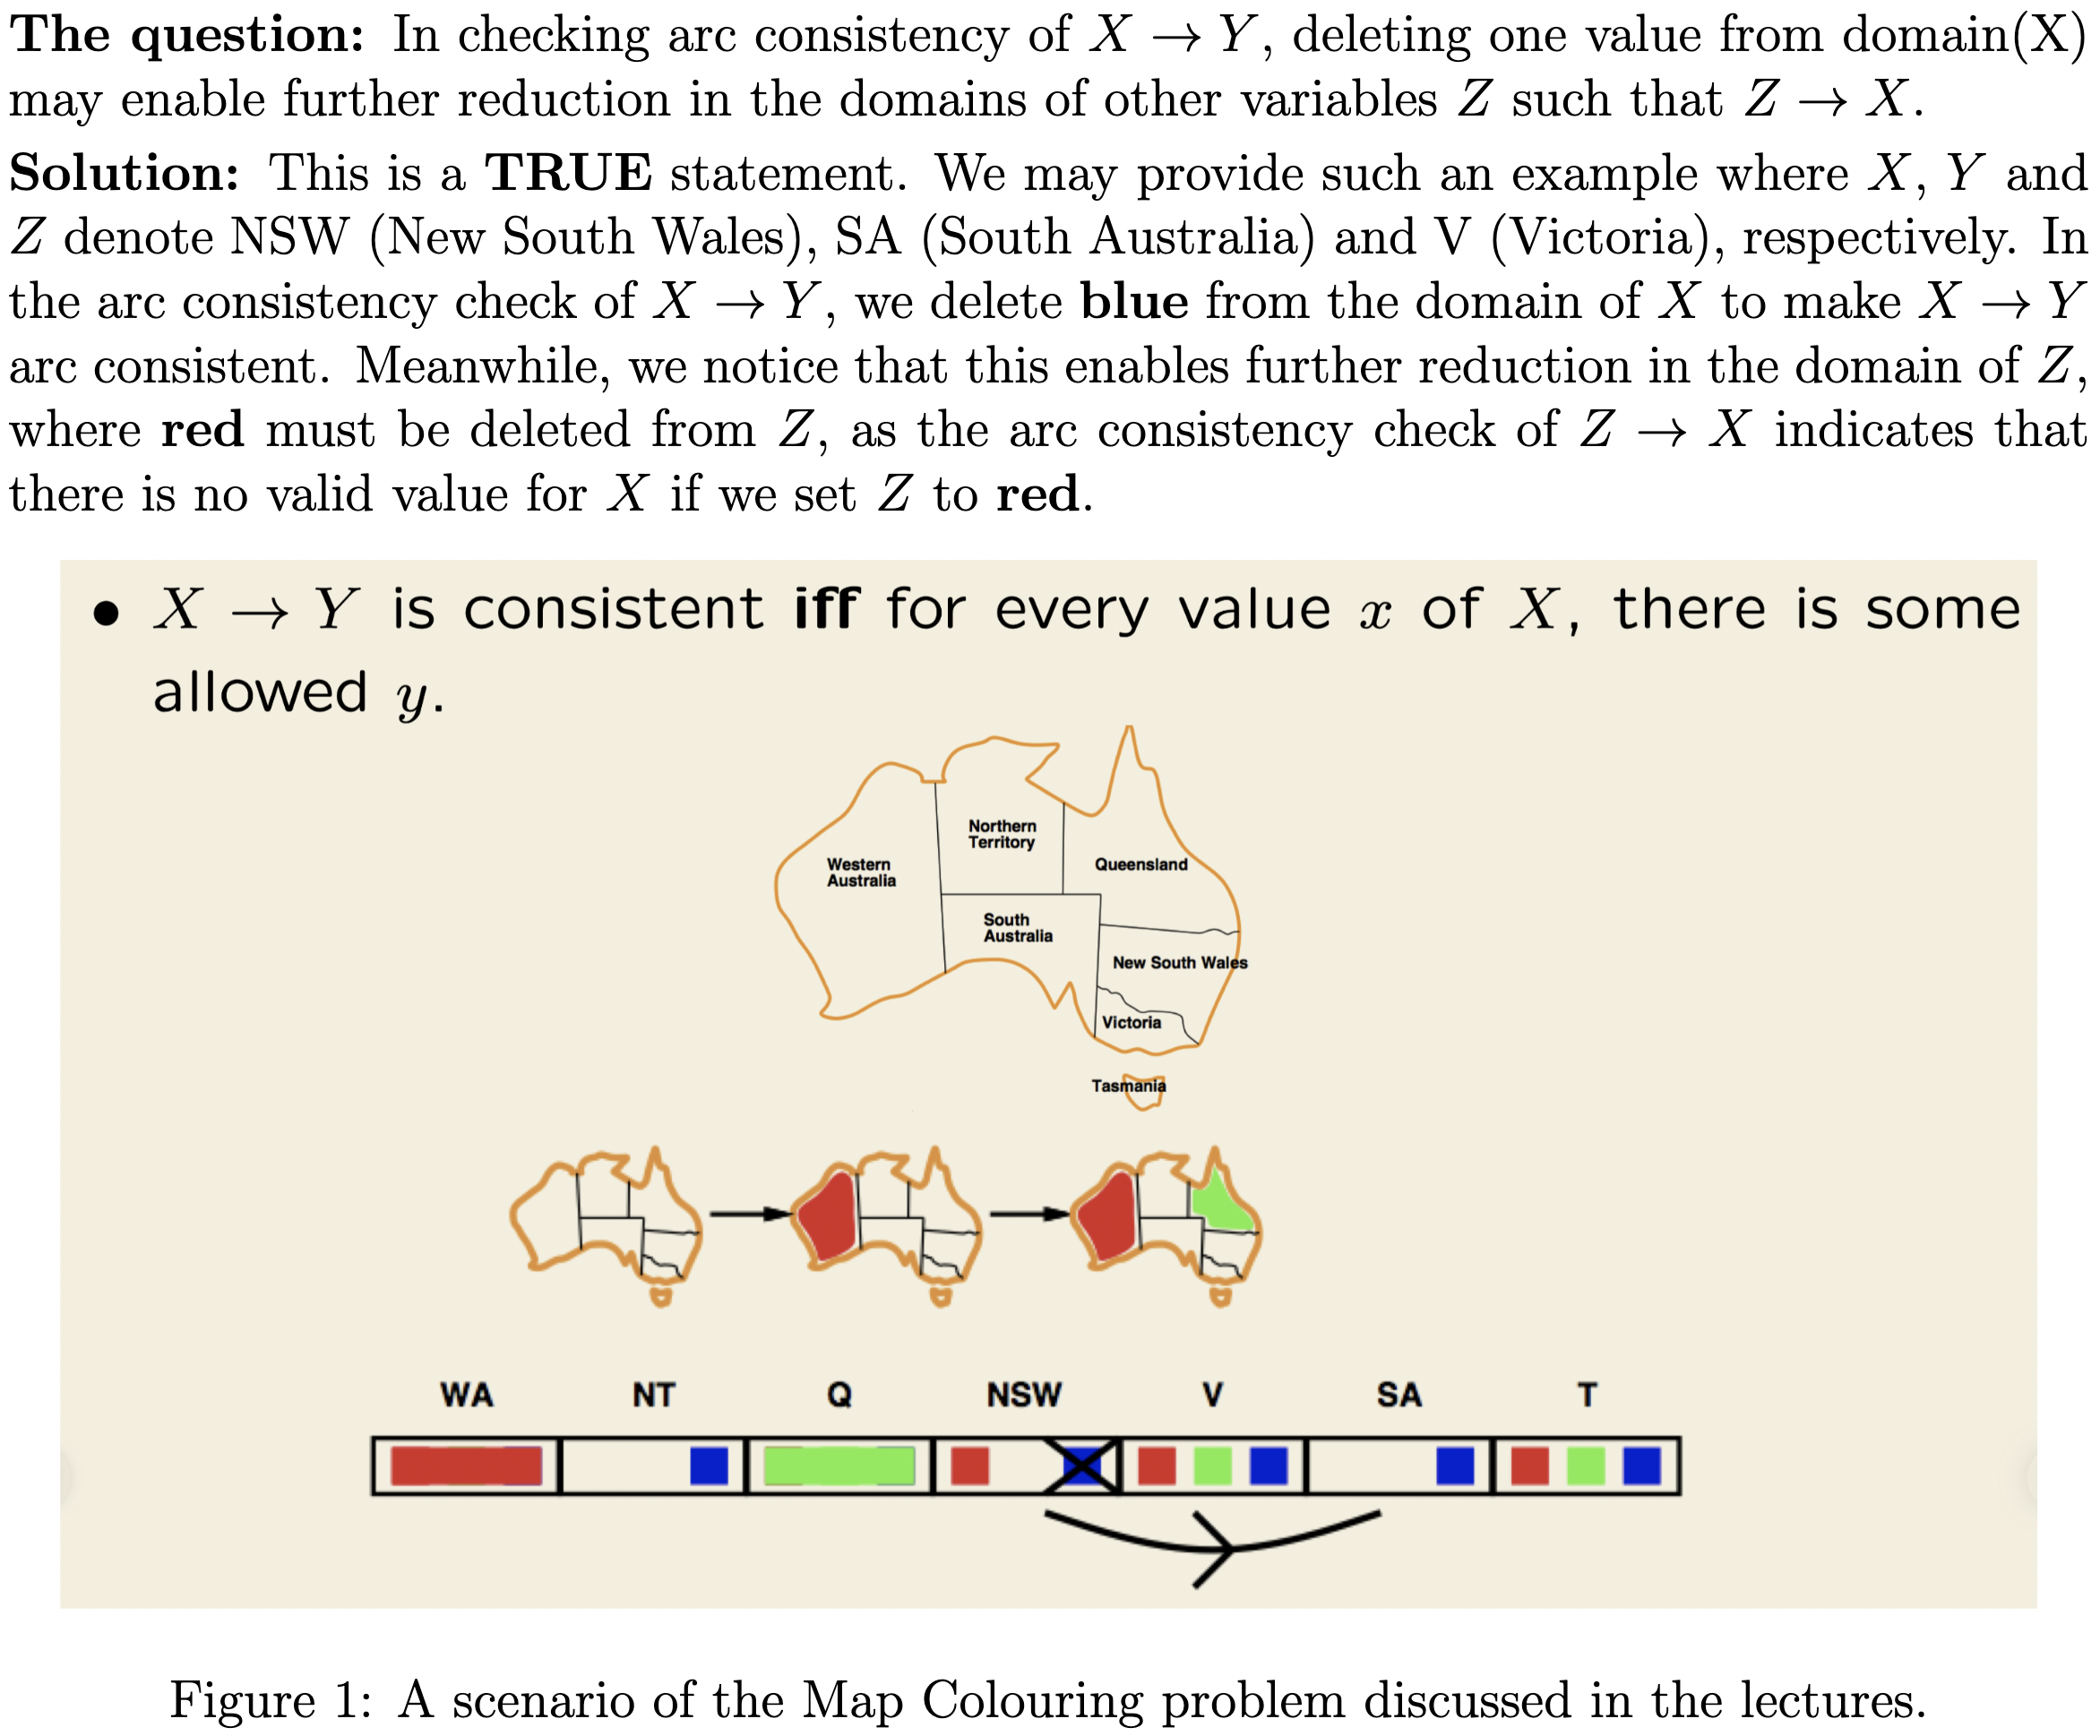 The question: In checking arc consistency of X → Y, deleting one value from domain(X)
may enable further reduction in the domains of other variables Z such that Z → X.
Solution: This is a TRUE statement. We may provide such an example where X, Y and
Z denote NSW (New South Wales), SA (South Australia) and V (Victoria), respectively. In
the arc consistency check of X → Y, we delete blue from the domain of X to make X → Y
arc consistent. Meanwhile, we notice that this enables further reduction in the domain of Z,
where red must be deleted from Z, as the arc consistency check of Z → X indicates that
there is no valid value for X if we set Z to red.
• X → Y is consistent iff for every value x of X, there is some
allowed y.
Northern
Territory
Western
Australia
Queensland
South
Australia
New South Wales
Victoria
Tasmania
WA NT Q NSW V SA T
Figure 1: A scenario of the Map Colouring problem discussed in the lectures.